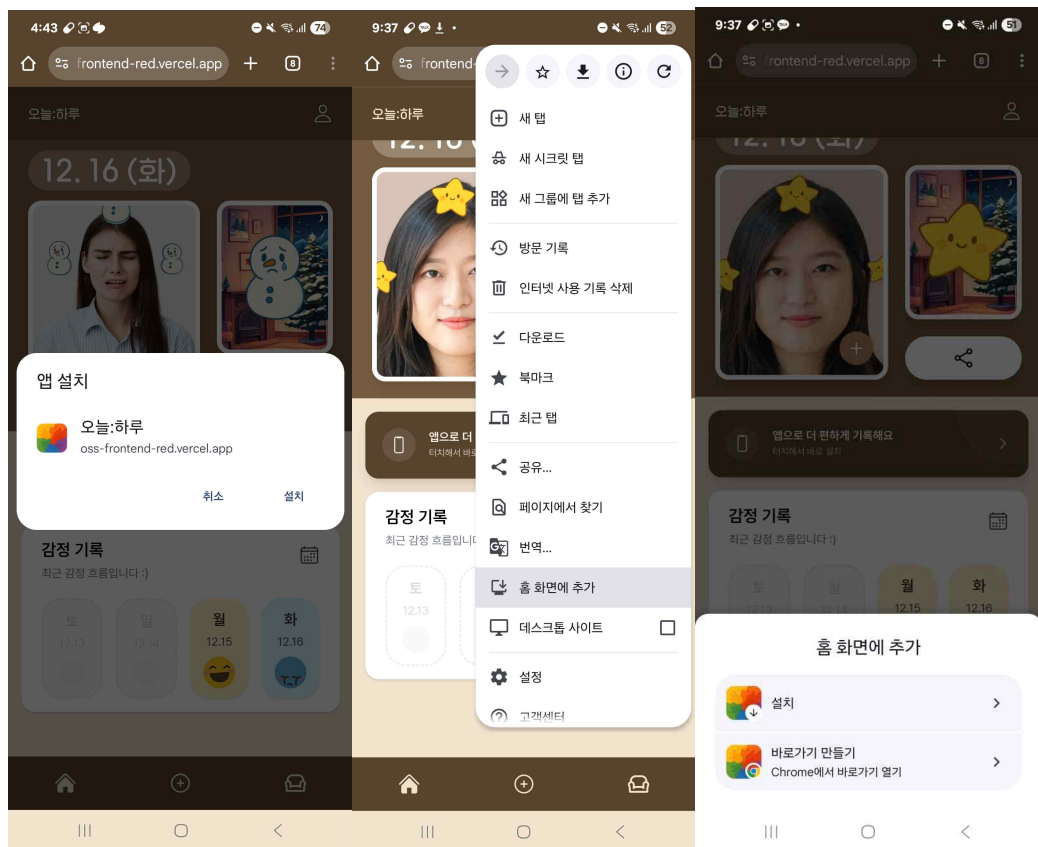 4:43
74
frontend-red.vercel.app
8
오늘:하루
12. 16 (화)
앱 설치
오늘:하루
oss-frontend-red.vercel.app
취소
설치
감정 기록
최근 감정 흐름입니다 :)
토
일
월
화
12.13
12.14
12.15
12.16
9:37
52
frontend-
오늘:하루
새 탭
새 시크릿 탭
새 그룹에 탭 추가
방문 기록
인터넷 사용 기록 삭제
다운로드
북마크
최근 탭
공유...
페이지에서 찾기
번역...
홈 화면에 추가
데스크톱 사이트
설정
고객센터
앱으로 더
터치해서 바로
감정 기록
최근 감정 흐름입니다
토
12.13
9:37
51
frontend-red.vercel.app
8
오늘:하루
12. 16 (화)
앱으로 더 편하게 기록해요
터치해서 바로 설치
감정 기록
최근 감정 흐름입니다 :)
토
일
월
화
12.13
12.14
12.15
12.16
홈 화면에 추가
설치
바로가기 만들기
Chrome에서 바로가기 열기